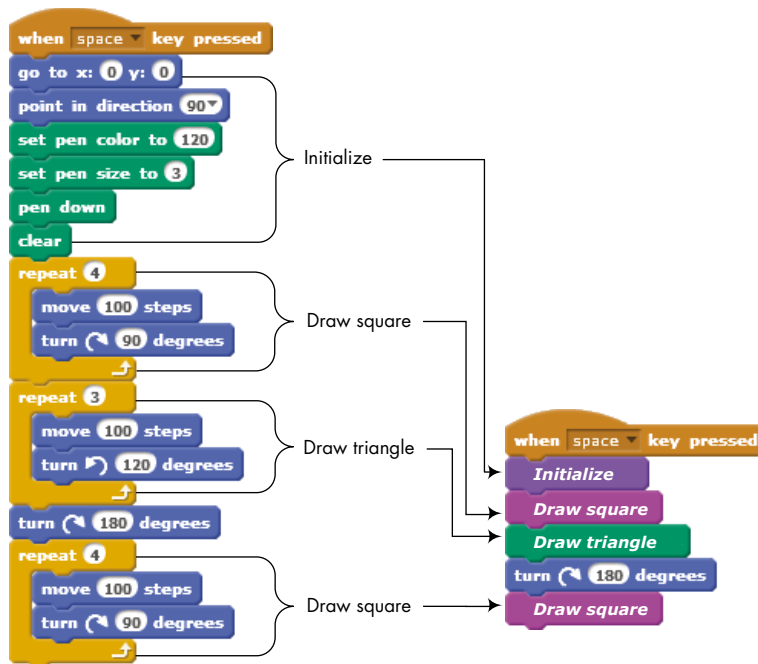 when space key pressed
go to x: 0 y: 0
point in direction 90
set pen color to 120
set pen size to 3
pen down
clear
repeat 4
move 100 steps
turn 90 degrees
repeat 3
move 100 steps
turn 120 degrees
turn 180 degrees
repeat 4
move 100 steps
turn 90 degrees
Initialize
Draw square
Draw triangle
Draw square
when space key pressed
Initialize
Draw square
Draw triangle
turn 180 degrees
Draw square